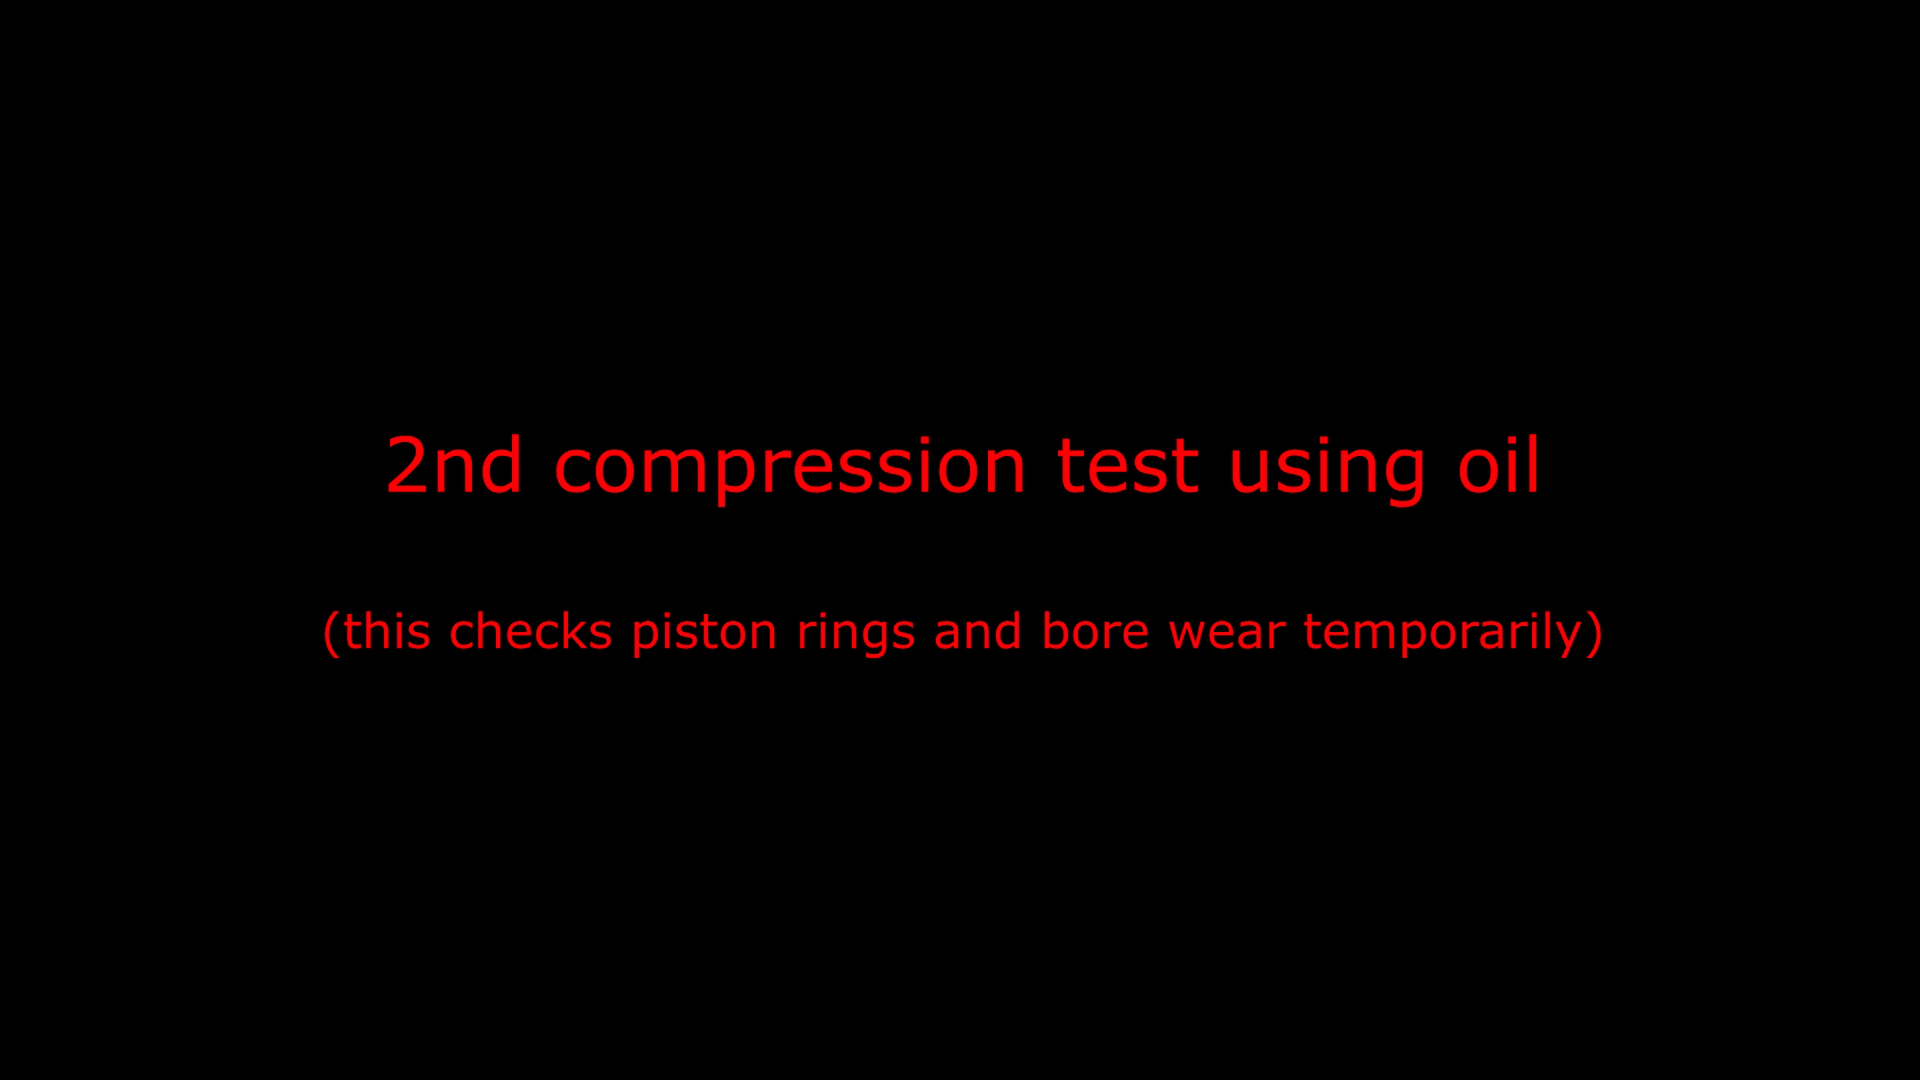 2nd compression test using oil
(this checks piston rings and bore wear temporarily)